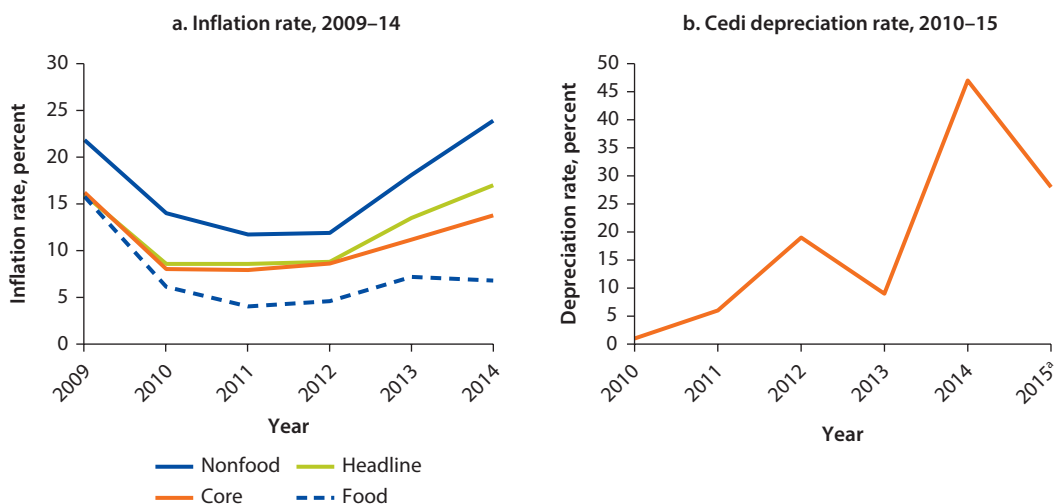 a. Inflation rate, 2009–14
Inflation rate, percent
30
25
20
15
10
5
0
2009
2010
2011
2012
2013
2014
Year
Nonfood
Headline
Core
Food
b. Cedi depreciation rate, 2010–15
Depreciation rate, percent
50
45
40
35
30
25
20
15
10
5
0
2010
2011
2012
2013
2014
2015ᵃ
Year